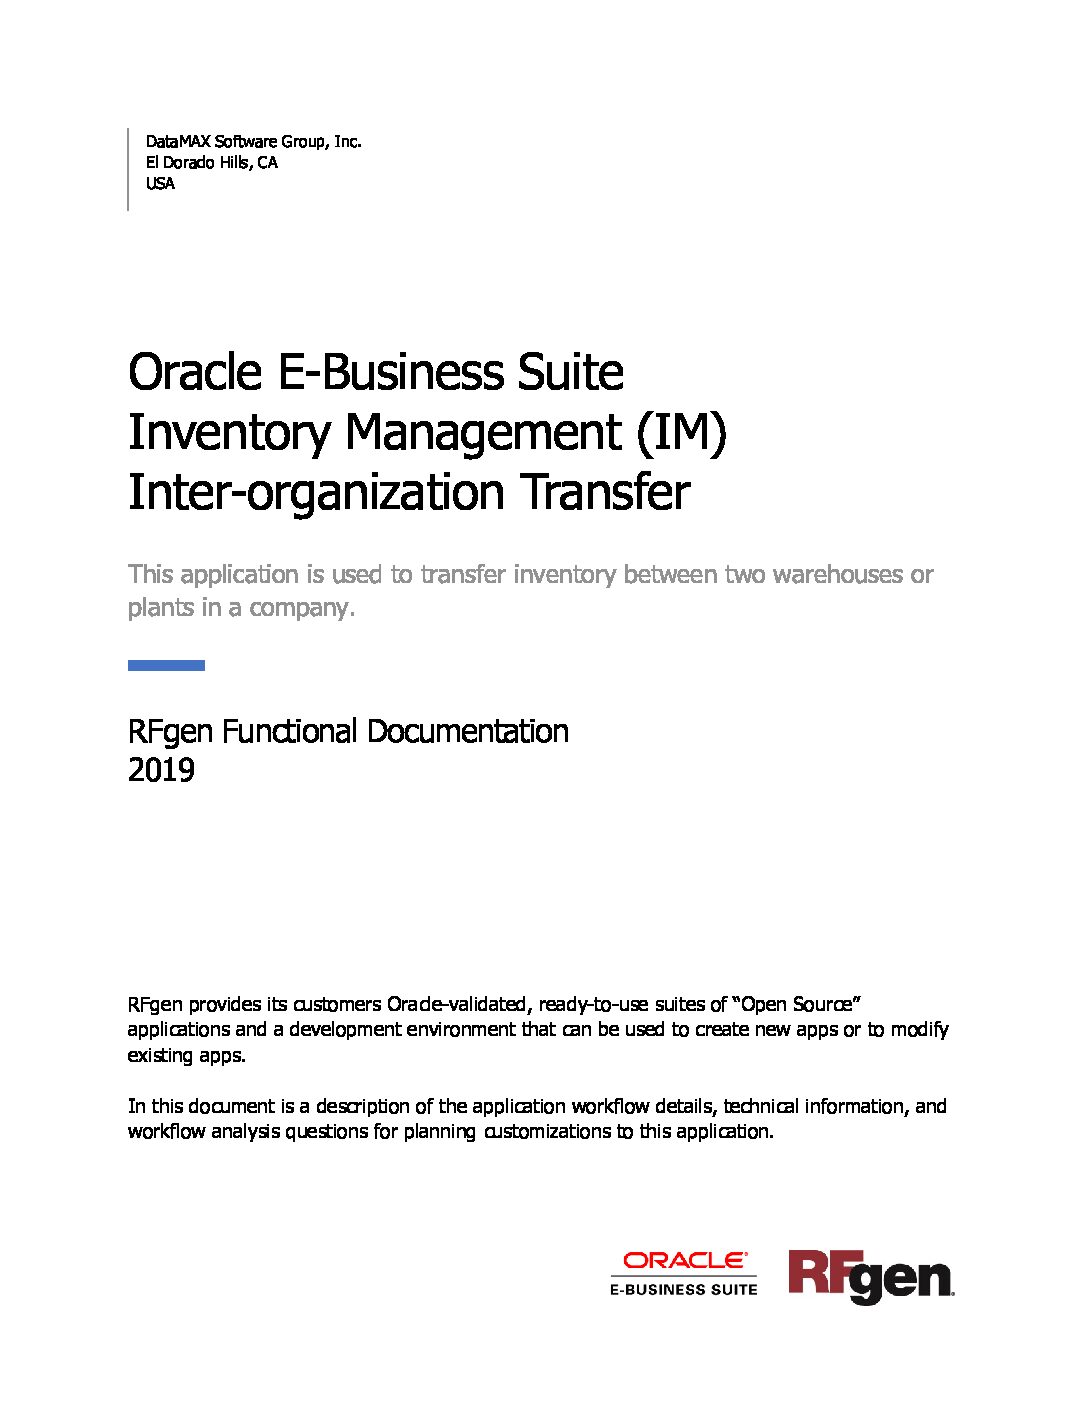 DataMAX Software Group, Inc.
El Dorado Hills, CA
USA
Oracle E-Business Suite
Inventory Management (IM)
Inter-organization Transfer
This application is used to transfer inventory between two warehouses or
plants in a company.
RFgen Functional Documentation
2019
RFgen provides its customers Oracle-validated, ready-to-use suites of “Open Source”
applications and a development environment that can be used to create new apps or to modify
existing apps.
In this document is a description of the application workflow details, technical information, and
workflow analysis questions for planning customizations to this application.
ORACLE®
E-BUSINESS SUITE
RFgen®